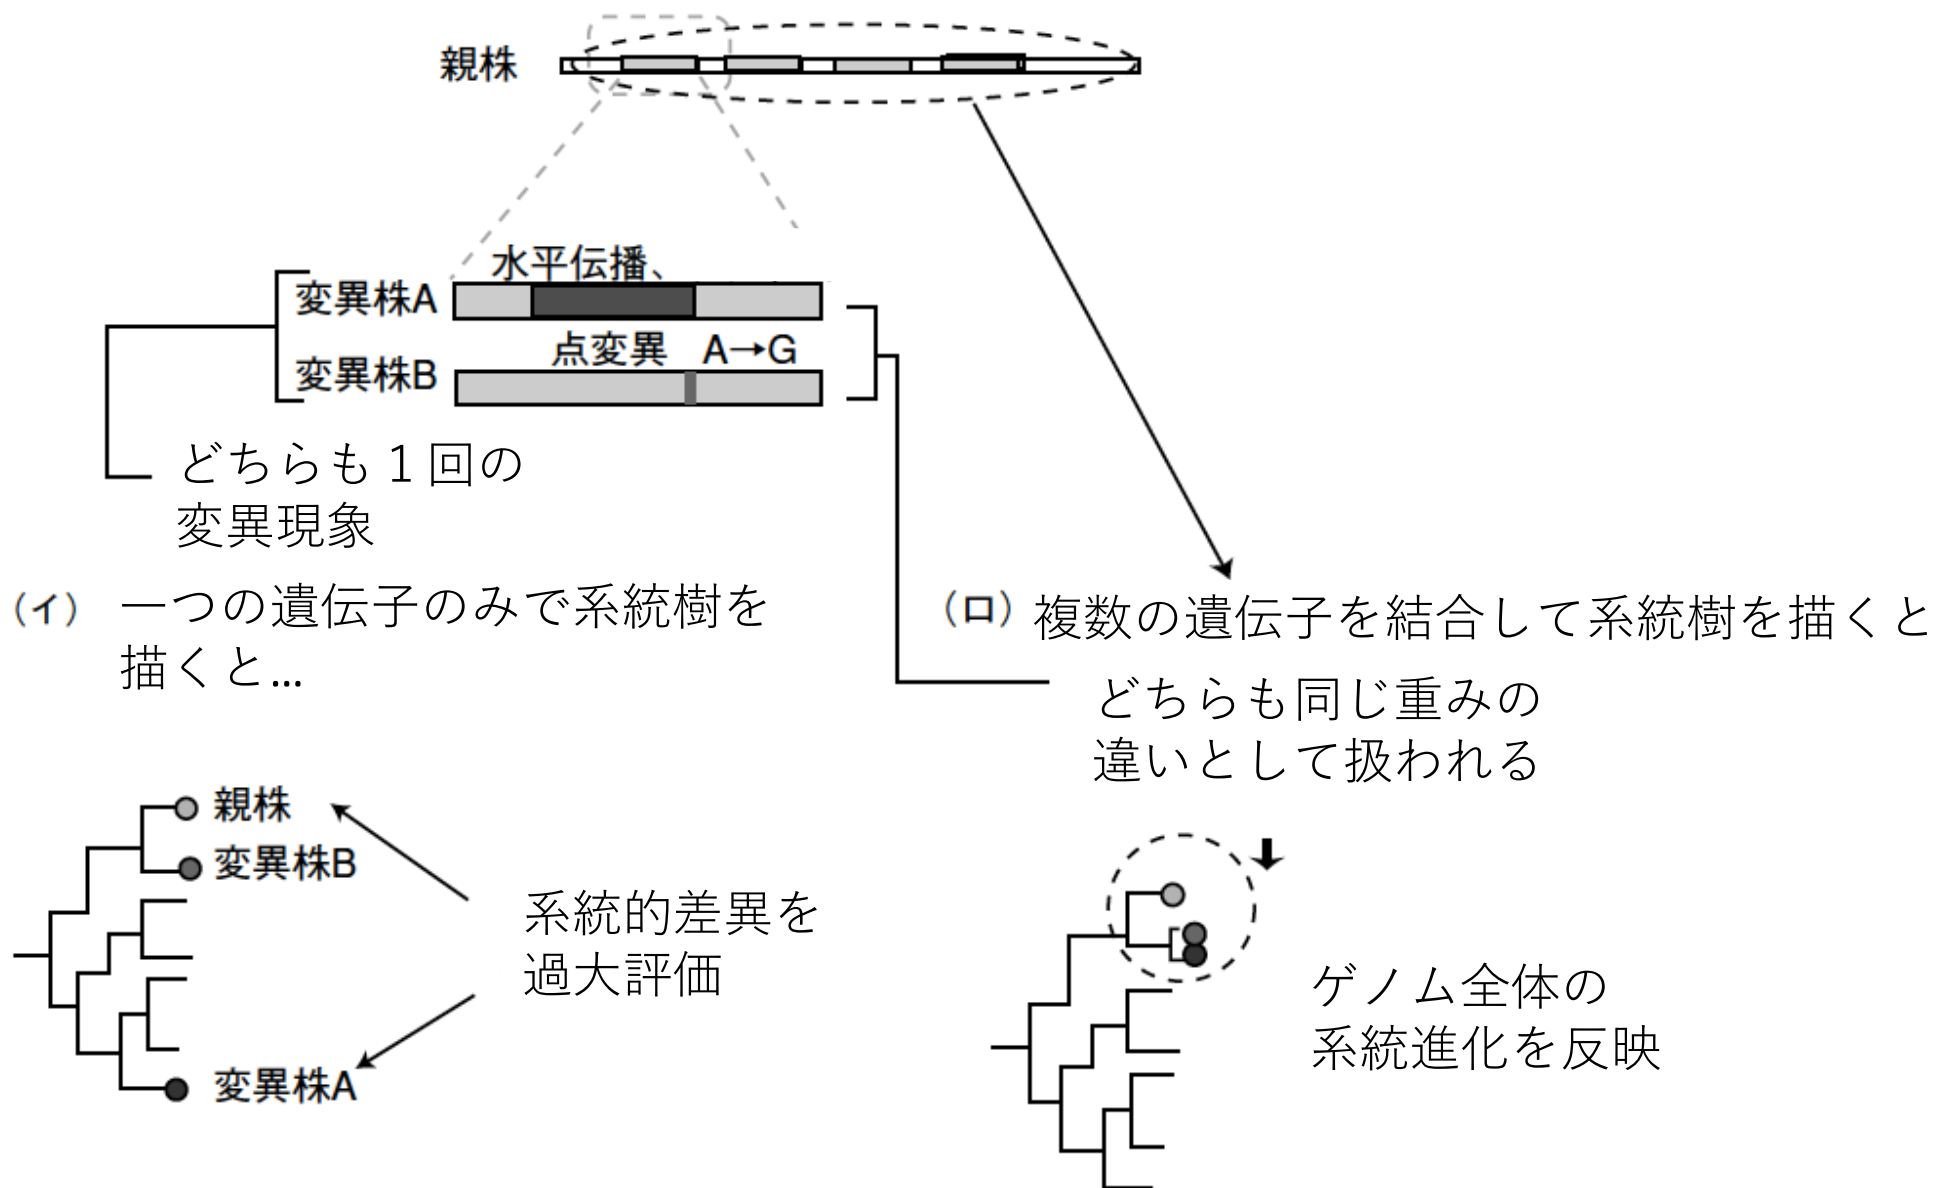 親株
水平伝播、
変異株A
点変異 A→G
変異株B
どちらも１回の
変異現象
（イ） 一つの遺伝子のみで系統樹を
描くと...
（ロ） 複数の遺伝子を結合して系統樹を描くと
どちらも同じ重みの
違いとして扱われる
親株
変異株B
系統的差異を
過大評価
変異株A
ゲノム全体の
系統進化を反映